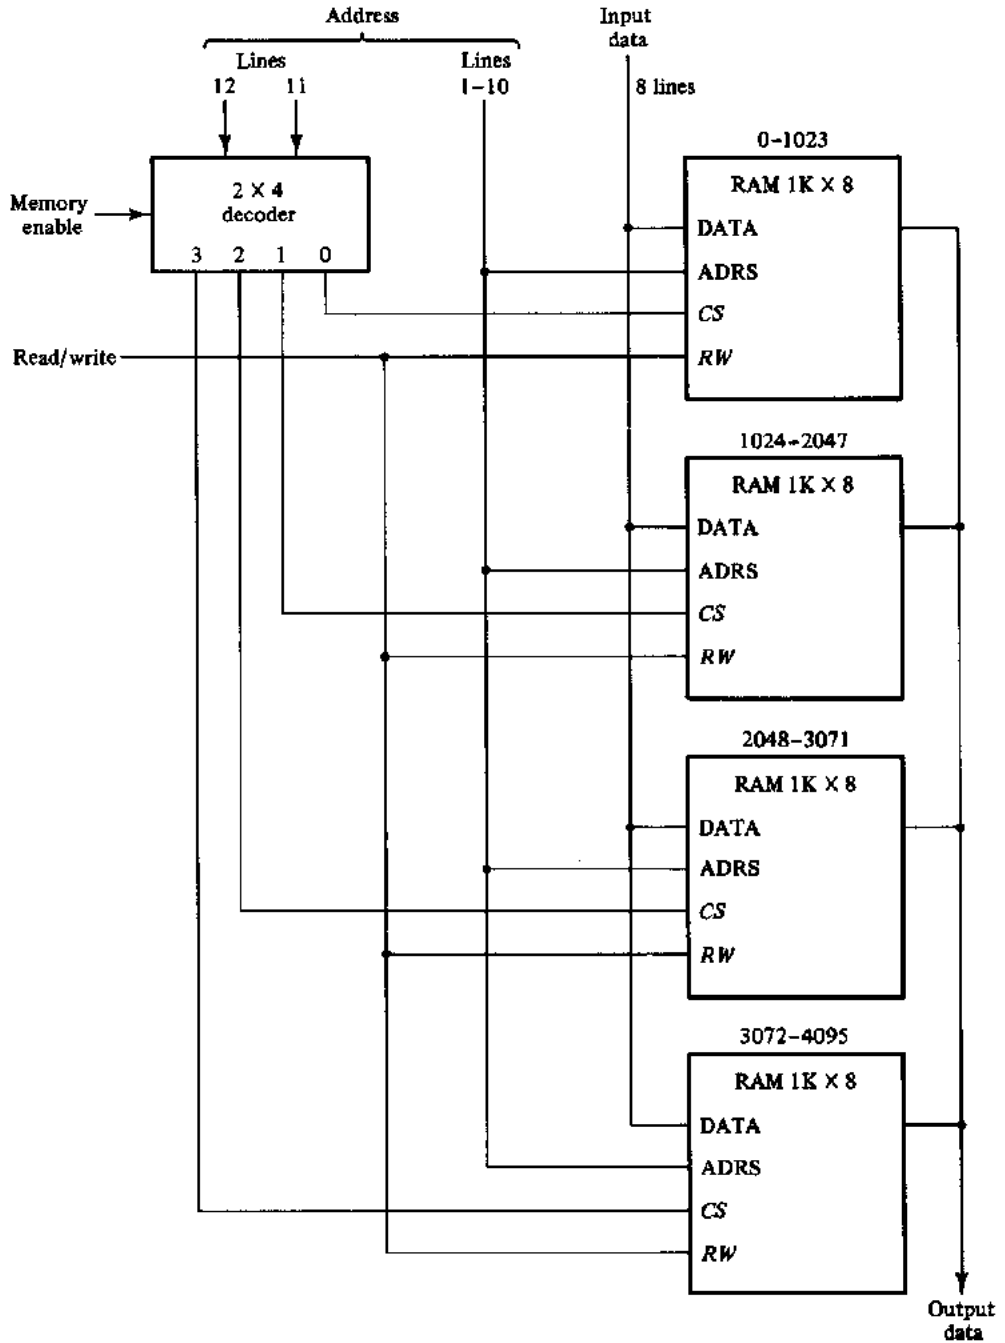 Address
Input
data
Lines
12 11
Lines
1-10
8 lines
Memory
enable
2 X 4
decoder
3 2 1 0
Read/write
0-1023
RAM 1K X 8
DATA
ADRS
CS
RW
1024-2047
RAM 1K X 8
DATA
ADRS
CS
RW
2048-3071
RAM 1K X 8
DATA
ADRS
CS
RW
3072-4095
RAM 1K X 8
DATA
ADRS
CS
RW
Output
data